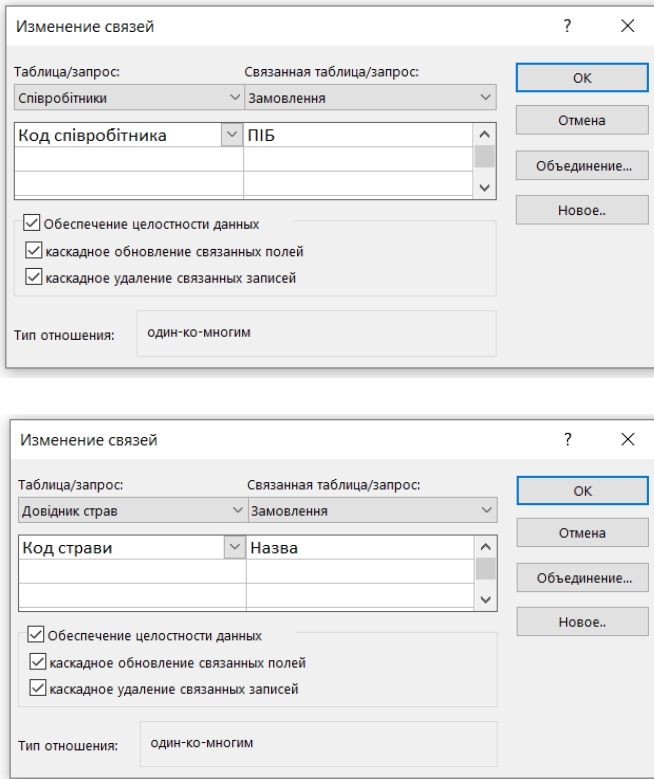 Изменение связей ?
Таблица/запрос: Связанная таблица/запрос:
Співробітники Замовлення
Код співробітника ПІБ
Обеспечение целостности данных
каскадное обновление связанных полей
каскадное удаление связанных записей
Тип отношения: один-ко-многим
ОК
Отмена
Объединение...
Новое..
Изменение связей ?
Таблица/запрос: Связанная таблица/запрос:
Довідник страв Замовлення
Код страви Назва
Обеспечение целостности данных
каскадное обновление связанных полей
каскадное удаление связанных записей
Тип отношения: один-ко-многим
ОК
Отмена
Объединение...
Новое..